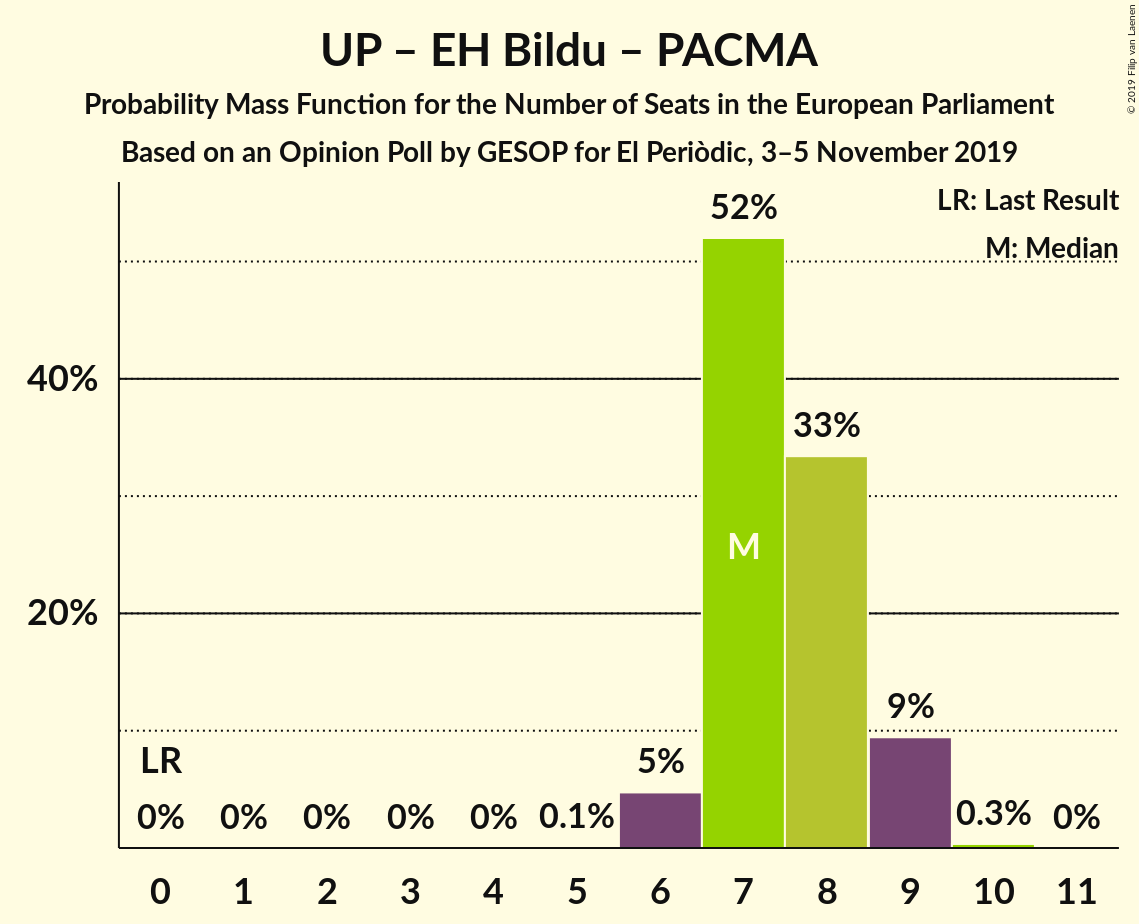 UP – EH Bildu – PACMA
Probability Mass Function for the Number of Seats in the European Parliament
Based on an Opinion Poll by GESOP for El Periòdic, 3–5 November 2019
© 2019 Filip van Laenen
LR: Last Result
M: Median
52%
40%
33%
M
20%
9%
LR
5%
0% 0% 0% 0% 0% 0.1% 0.3% 0%
0 1 2 3 4 5 6 7 8 9 10 11